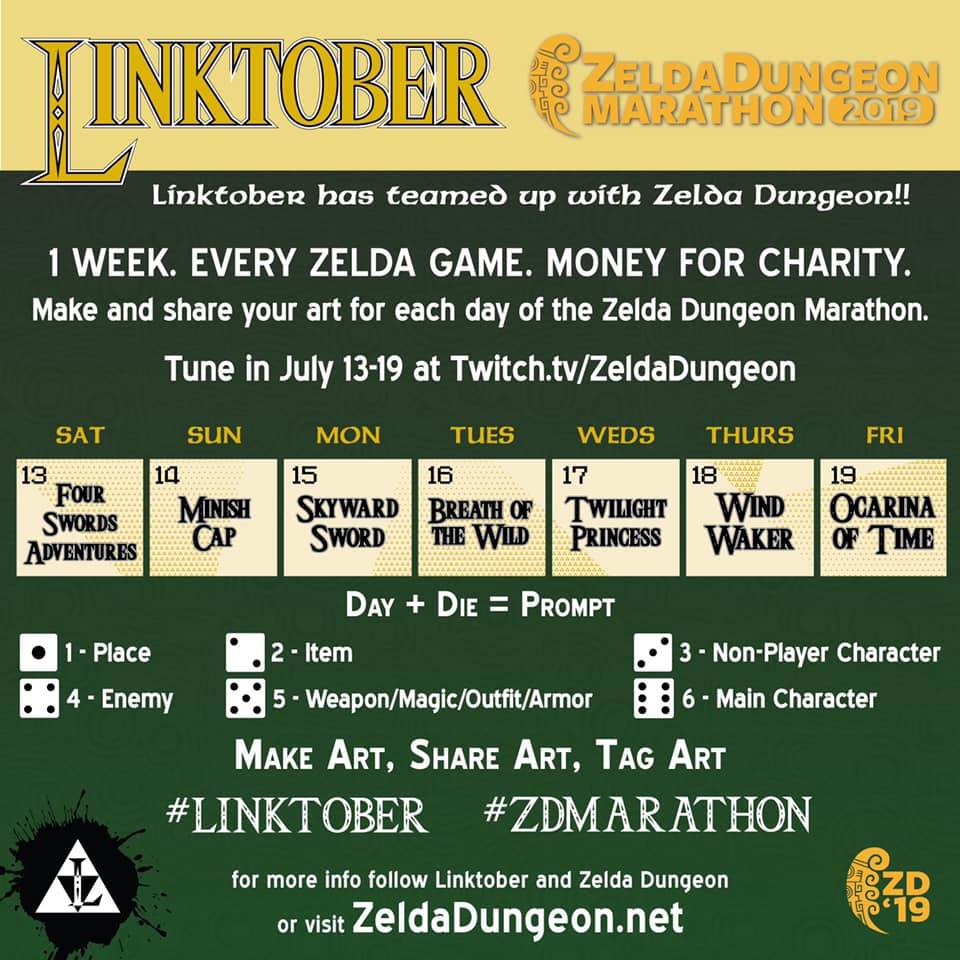 LINKTOBER
ZELDADUNGEON
MARATHON 2019
Linktober has teamed up with Zelda Dungeon!!
1 WEEK. EVERY ZELDA GAME. MONEY FOR CHARITY.
Make and share your art for each day of the Zelda Dungeon Marathon.
Tune in July 13-19 at Twitch.tv/ZeldaDungeon
SAT SUN MON TUES WEDS THURS FRI
13 Four Swords Adventures
14 Minish Cap
15 Skyward Sword
16 Breath of the Wild
17 Twilight Princess
18 Wind Waker
19 Ocarina of Time
Day + Die = Prompt
1 - Place
2 - Item
3 - Non-Player Character
4 - Enemy
5 - Weapon/Magic/Outfit/Armor
6 - Main Character
Make Art, Share Art, Tag Art
#LINKTOBER #ZDMARATHON
for more info follow Linktober and Zelda Dungeon
or visit ZeldaDungeon.net
L
ZD
'19